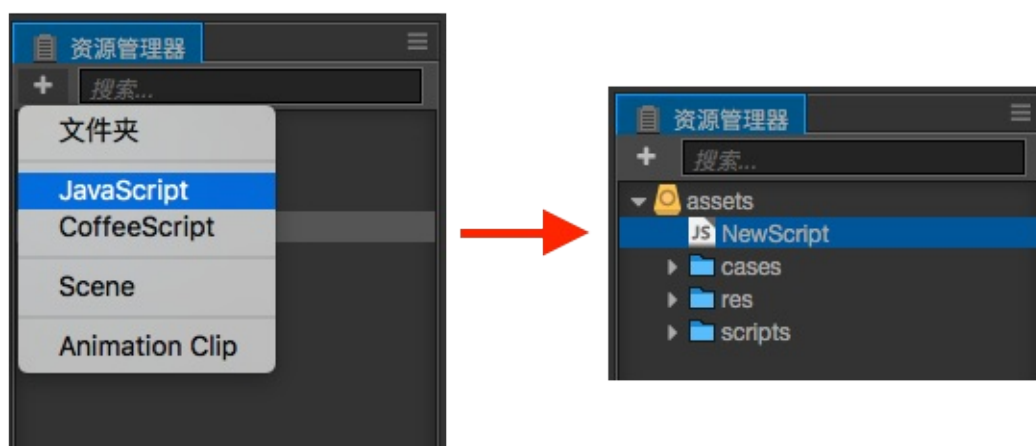 资源管理器
搜索...
文件夹
JavaScript
CoffeeScript
Scene
Animation Clip
资源管理器
搜索...
assets
JS NewScript
cases
res
scripts